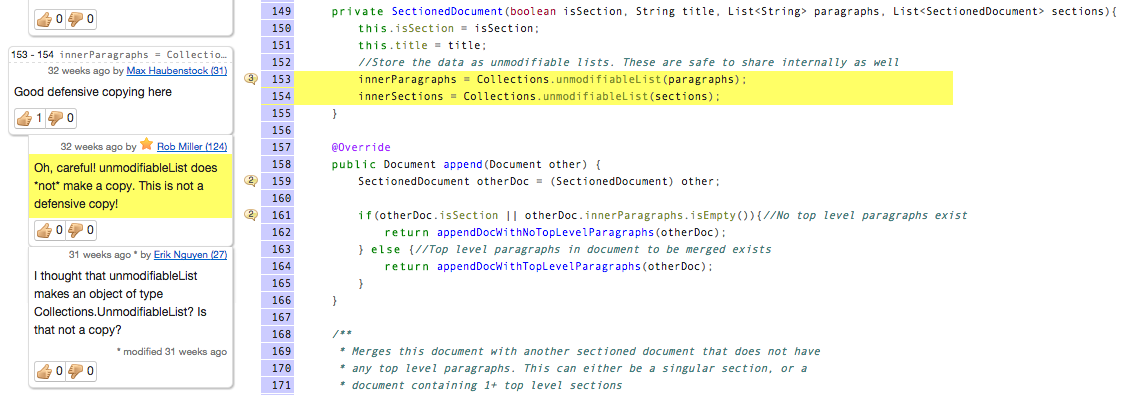 0 0
153 - 154 innerParagraphs = Collectio…
32 weeks ago by Max Haubenstock (31)
Good defensive copying here
1 0
32 weeks ago by Rob Miller (124)
Oh, careful! unmodifiableList does
*not* make a copy. This is not a
defensive copy!
0 0
31 weeks ago * by Erik Nguyen (27)
I thought that unmodifiableList
makes an object of type
Collections.UnmodifiableList? Is
that not a copy?
* modified 31 weeks ago
0 0
149 private SectionedDocument(boolean isSection, String title, List<String> paragraphs, List<SectionedDocument> sections){
150 this.isSection = isSection;
151 this.title = title;
152 //Store the data as unmodifiable lists. These are safe to share internally as well
3 153 innerParagraphs = Collections.unmodifiableList(paragraphs);
154 innerSections = Collections.unmodifiableList(sections);
155 }
156
157 @Override
158 public Document append(Document other) {
2 159 SectionedDocument otherDoc = (SectionedDocument) other;
160
2 161 if(otherDoc.isSection || otherDoc.innerParagraphs.isEmpty()){//No top level paragraphs exist
162 return appendDocWithNoTopLevelParagraphs(otherDoc);
163 } else {//Top level paragraphs in document to be merged exists
164 return appendDocWithTopLevelParagraphs(otherDoc);
165 }
166 }
167
168 /**
169 * Merges this document with another sectioned document that does not have
170 * any top level paragraphs. This can either be a singular section, or a
171 * document containing 1+ top level sections